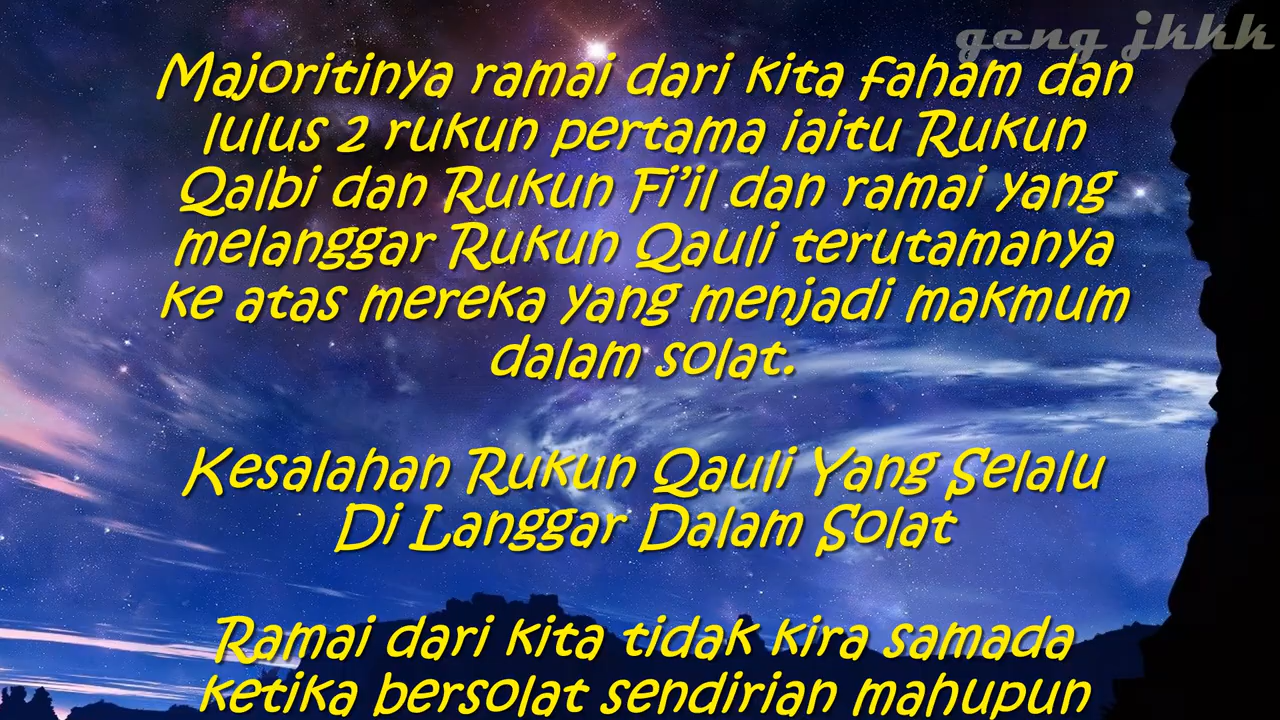 geng jkkk
Majoritinya ramai dari kita faham dan
lulus 2 rukun pertama iaitu Rukun
Qalbi dan Rukun Fi'il dan ramai yang
melanggar Rukun Qauli terutamanya
ke atas mereka yang menjadi makmum
dalam solat.
Kesalahan Rukun Qauli Yang Selalu
Di Langgar Dalam Solat
Ramai dari kita tidak kira samada
ketika bersolat sendirian mahupun